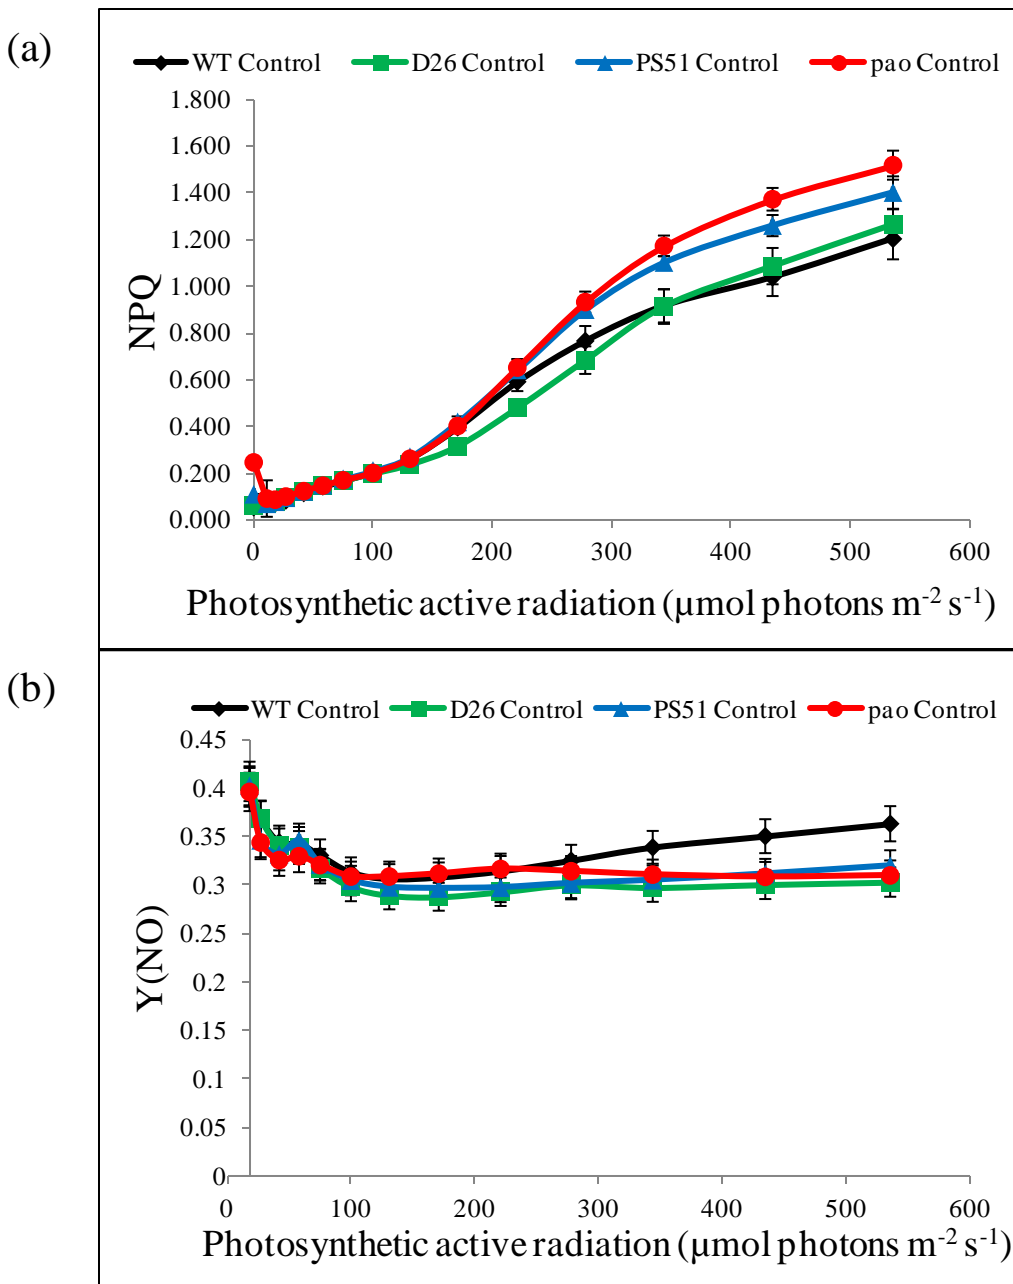 (a)
WT Control D26 Control PS51 Control pao Control
1.800
1.600
1.400
1.200
1.000
0.800
0.600
0.400
0.200
0.000
NPQ
0 100 200 300 400 500 600
Photosynthetic active radiation (µmol photons m-2 s-1)
(b)
WT Control D26 Control PS51 Control pao Control
0.45
0.4
0.35
0.3
0.25
0.2
0.15
0.1
0.05
0
Y(NO)
0 100 200 300 400 500 600
Photosynthetic active radiation (µmol photons m-2 s-1)